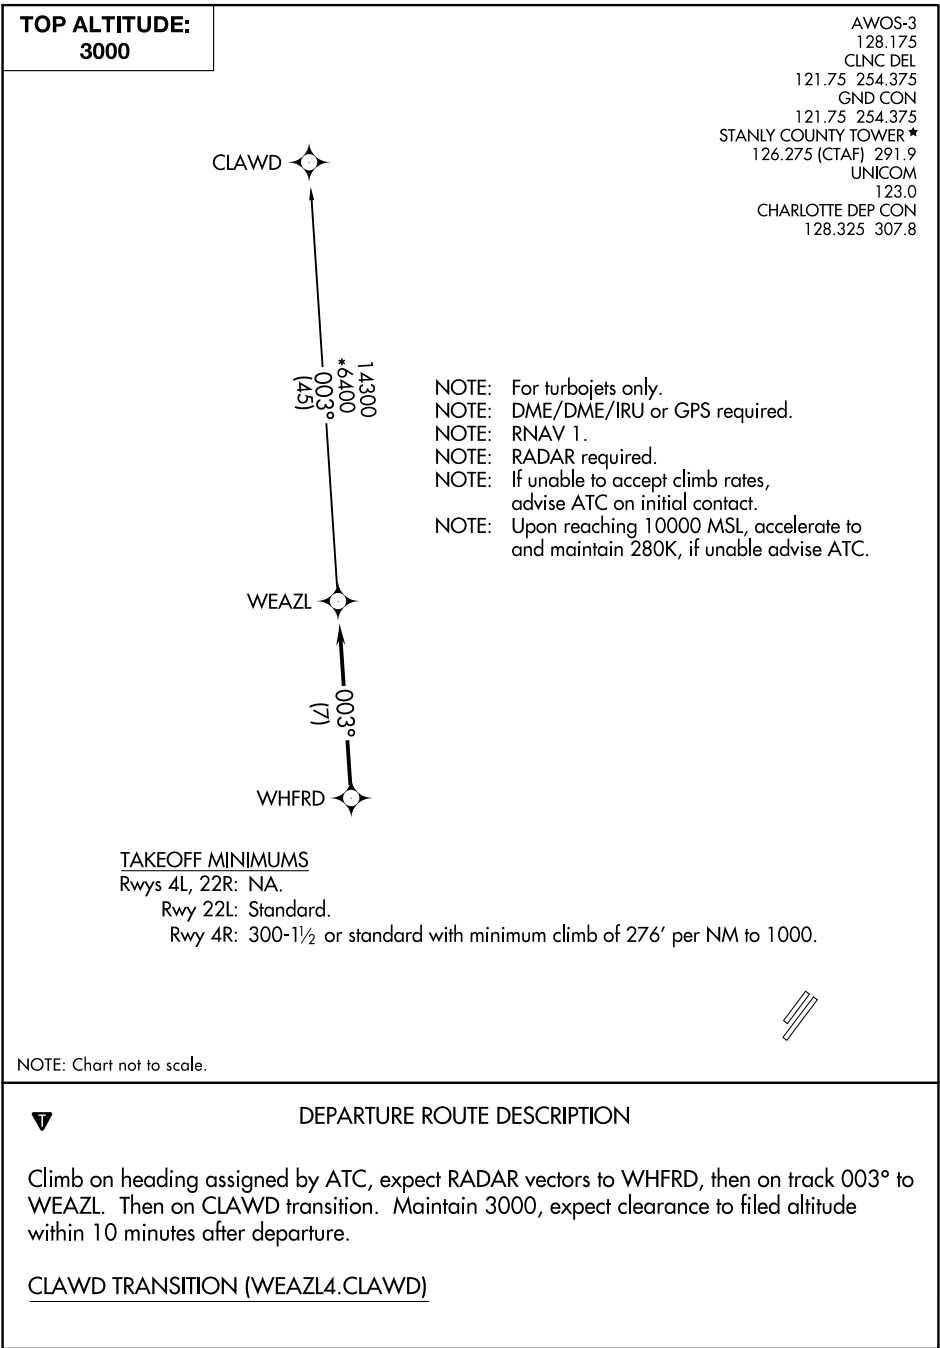 TOP ALTITUDE:
3000
AWOS-3
128.175
CLNC DEL
121.75 254.375
GND CON
121.75 254.375
STANLY COUNTY TOWER★
126.275 (CTAF) 291.9
UNICOM
123.0
CHARLOTTE DEP CON
128.325 307.8
CLAWD
14300
*6400
003°
(45)
NOTE: For turbojets only.
NOTE: DME/DME/IRU or GPS required.
NOTE: RNAV 1.
NOTE: RADAR required.
NOTE: If unable to accept climb rates,
advise ATC on initial contact.
NOTE: Upon reaching 10000 MSL, accelerate to
and maintain 280K, if unable advise ATC.
WEAZL
003°
(7)
WHFRD
TAKEOFF MINIMUMS
Rwys 4L, 22R: NA.
Rwy 22L: Standard.
Rwy 4R: 300-1½ or standard with minimum climb of 276’ per NM to 1000.
NOTE: Chart not to scale.
T
DEPARTURE ROUTE DESCRIPTION
Climb on heading assigned by ATC, expect RADAR vectors to WHFRD, then on track 003° to
WEAZL. Then on CLAWD transition. Maintain 3000, expect clearance to filed altitude
within 10 minutes after departure.
CLAWD TRANSITION (WEAZL4.CLAWD)